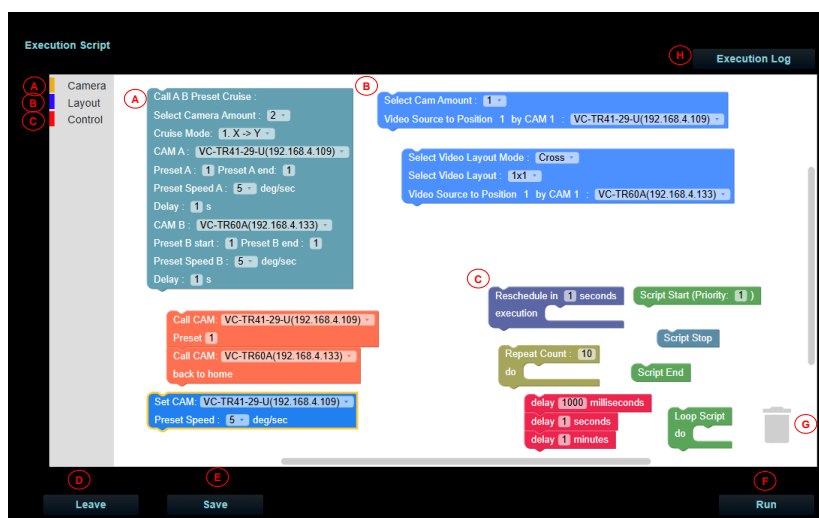 Execution Script
H
Execution Log
A Camera
B Layout
C Control
A
Call A B Preset Cruise :
Select Camera Amount : 2
Cruise Mode: 1. X -> Y
CAM A : VC-TR41-29-U(192.168.4.109)
Preset A : 1 Preset A end: 1
Preset Speed A : 5 deg/sec
Delay : 1 s
CAM B : VC-TR60A(192.168.4.133)
Preset B start : 1 Preset B end : 1
Preset Speed B : 5 deg/sec
Delay : 1 s
Call CAM: VC-TR41-29-U(192.168.4.109)
Preset 1
Call CAM: VC-TR60A(192.168.4.133)
back to home
Set CAM: VC-TR41-29-U(192.168.4.109)
Preset Speed : 5 deg/sec
B
Select Cam Amount : 1
Video Source to Position 1 by CAM 1 : VC-TR41-29-U(192.168.4.109)
Select Video Layout Mode : Cross
Select Video Layout : 1x1
Video Source to Position 1 by CAM 1 : VC-TR60A(192.168.4.133)
C
Reschedule in 1 seconds
execution
Script Start (Priority: 1 )
Script Stop
Repeat Count : 10
do
Script End
delay 1000 milliseconds
delay 1 seconds
delay 1 minutes
Loop Script
do
G
D
Leave
E
Save
F
Run